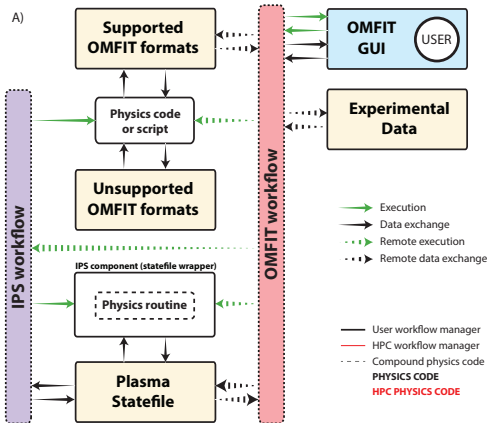 A)
Supported
OMFIT formats
OMFIT
GUI
USER
Physics code
or script
Experimental
Data
Unsupported
OMFIT formats
IPS workflow
OMFIT workflow
Execution
Data exchange
Remote execution
Remote data exchange
IPS component (statefile wrapper)
Physics routine
User workflow manager
HPC workflow manager
Compound physics code
PHYSICS CODE
HPC PHYSICS CODE
Plasma
Statefile